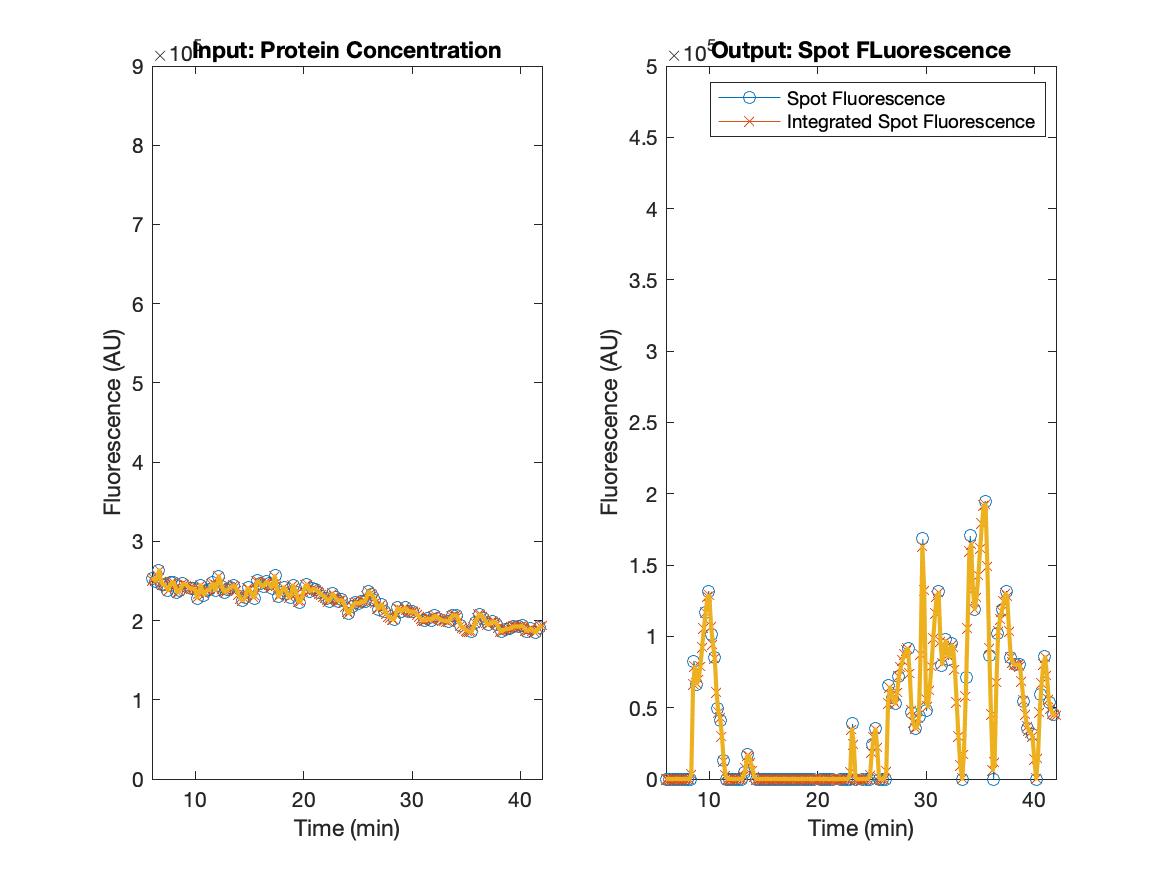 ×10⁵
Input: Protein Concentration
9
8
7
6
5
4
3
2
1
0
10 20 30 40
Fluorescence (AU)
Time (min)
×10⁵
Output: Spot FLuorescence
Spot Fluorescence
Integrated Spot Fluorescence
5
4.5
4
3.5
3
2.5
2
1.5
1
0.5
0
10 20 30 40
Fluorescence (AU)
Time (min)